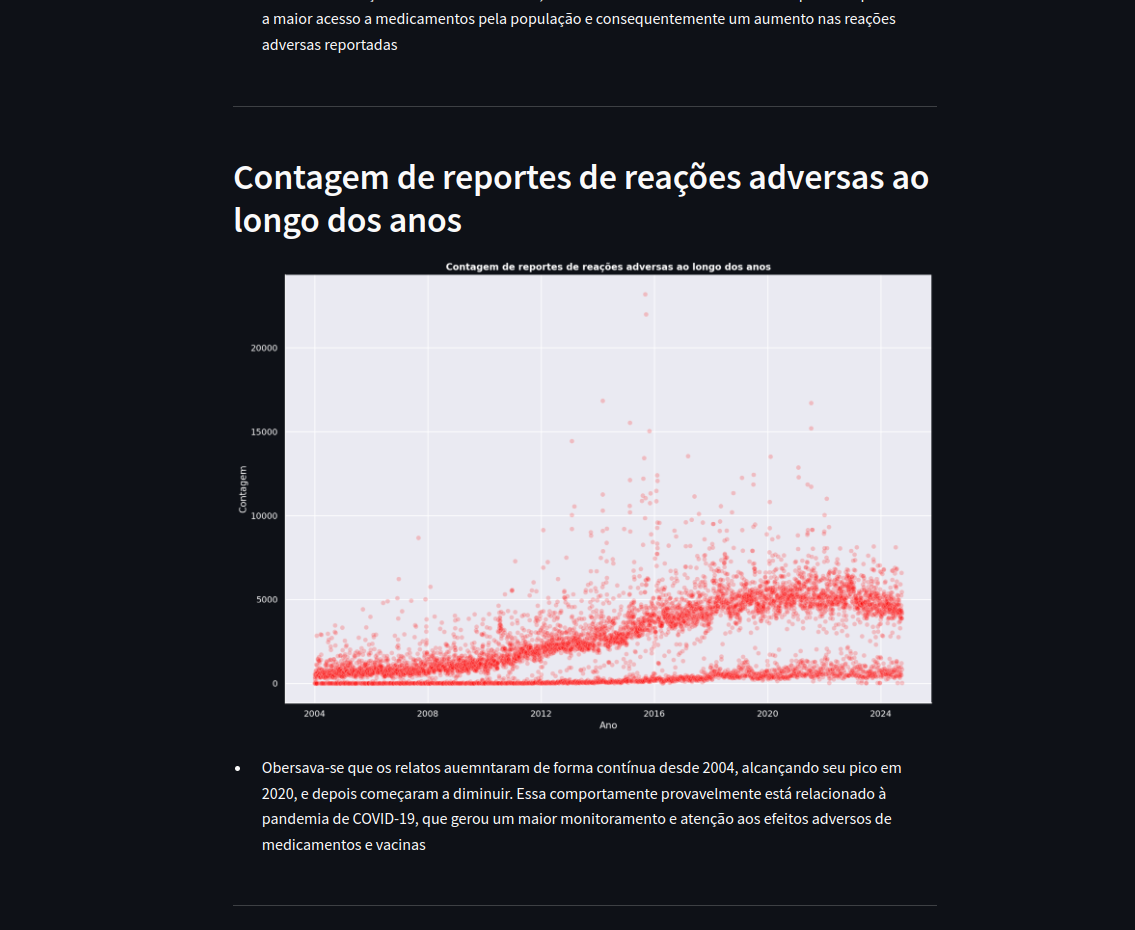 a maior acesso a medicamentos pela população e consequentemente um aumento nas reações
adversas reportadas
Contagem de reportes de reações adversas ao
longo dos anos
Contagem de reportes de reações adversas ao longo dos anos
20000
15000
10000
5000
0
Contagem
2004 2008 2012 2016 2020 2024
Ano
• Obersava-se que os relatos auemntaram de forma contínua desde 2004, alcançando seu pico em
2020, e depois começaram a diminuir. Essa comportamente provavelmente está relacionado à
pandemia de COVID-19, que gerou um maior monitoramento e atenção aos efeitos adversos de
medicamentos e vacinas